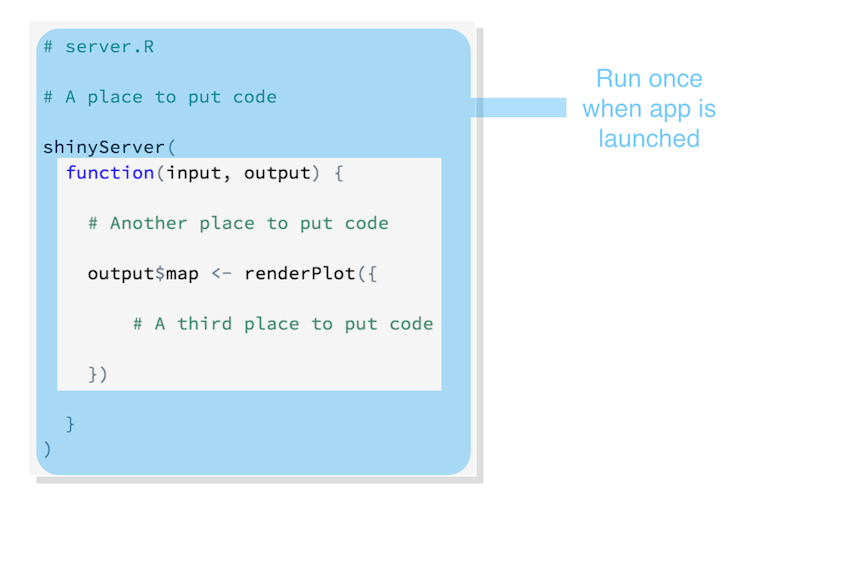 # server.R
# A place to put code
shinyServer(
function(input, output) {
# Another place to put code
output$map <- renderPlot({
# A third place to put code
})
}
)
Run once
when app is
launched